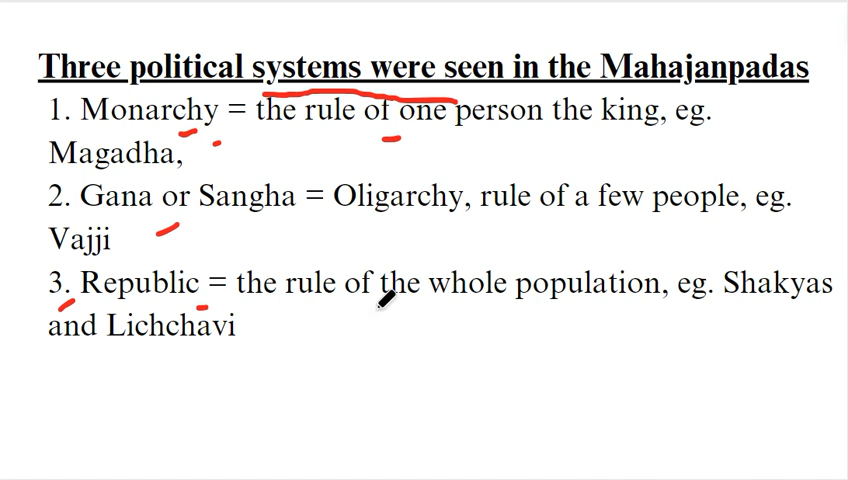 Three political systems were seen in the Mahajanpadas
1. Monarchy = the rule of one person the king, eg.
Magadha,
2. Gana or Sangha = Oligarchy, rule of a few people, eg.
Vajji
3. Republic = the rule of the whole population, eg. Shakyas
and Lichchavi